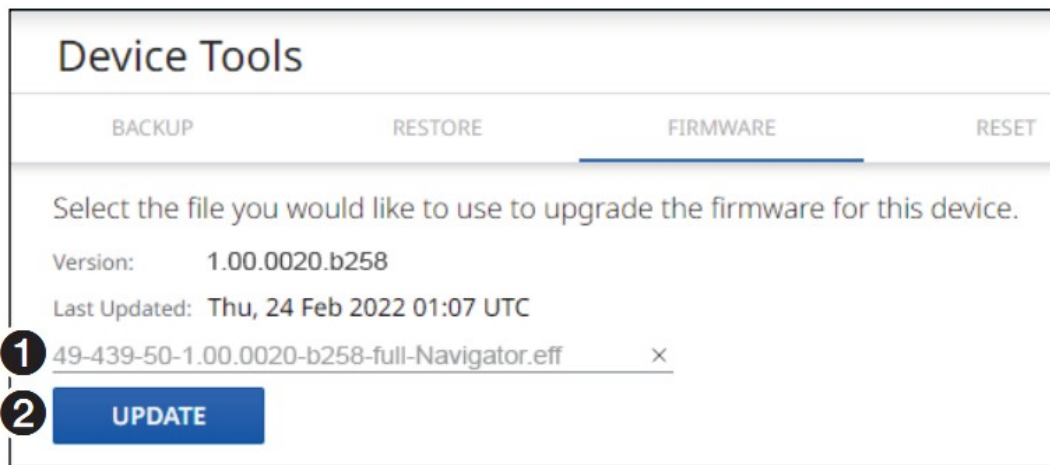 Device Tools
BACKUP RESTORE FIRMWARE RESET
Select the file you would like to use to upgrade the firmware for this device.
Version: 1.00.0020.b258
Last Updated: Thu, 24 Feb 2022 01:07 UTC
1 49-439-50-1.00.0020-b258-full-Navigator.eff ×
2 UPDATE